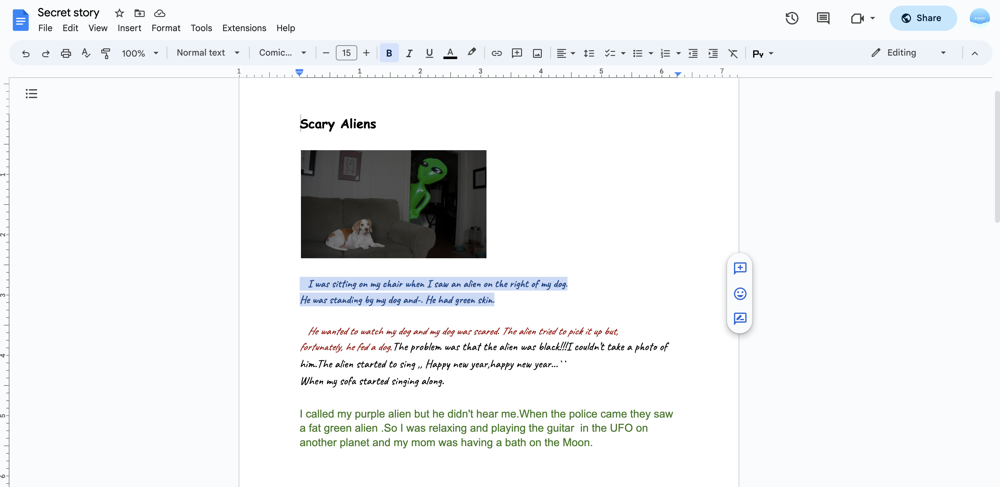 Secret story
File Edit View Insert Format Tools Extensions Help
Share
100% Normal text Comic... 15 B I U A Py Editing
1 1 2 3 4 5 6 7
Scary Aliens
1
2
I was sitting on my chair when I saw an alien on the right of my dog.
3
He was standing by my dog and-. He had green skin.
He wanted to watch my dog and my dog was scared. The alien tried to pick it up but,
fortunately, he fed a dog.The problem was that the alien was black!!!I couldn't take a photo of
4
him.The alien started to sing ,, Happy new year,happy new year...``
When my sofa started singing along.
I called my purple alien but he didn't hear me.When the police came they saw
5
a fat green alien .So I was relaxing and playing the guitar  in the UFO on
another planet and my mom was having a bath on the Moon.
6